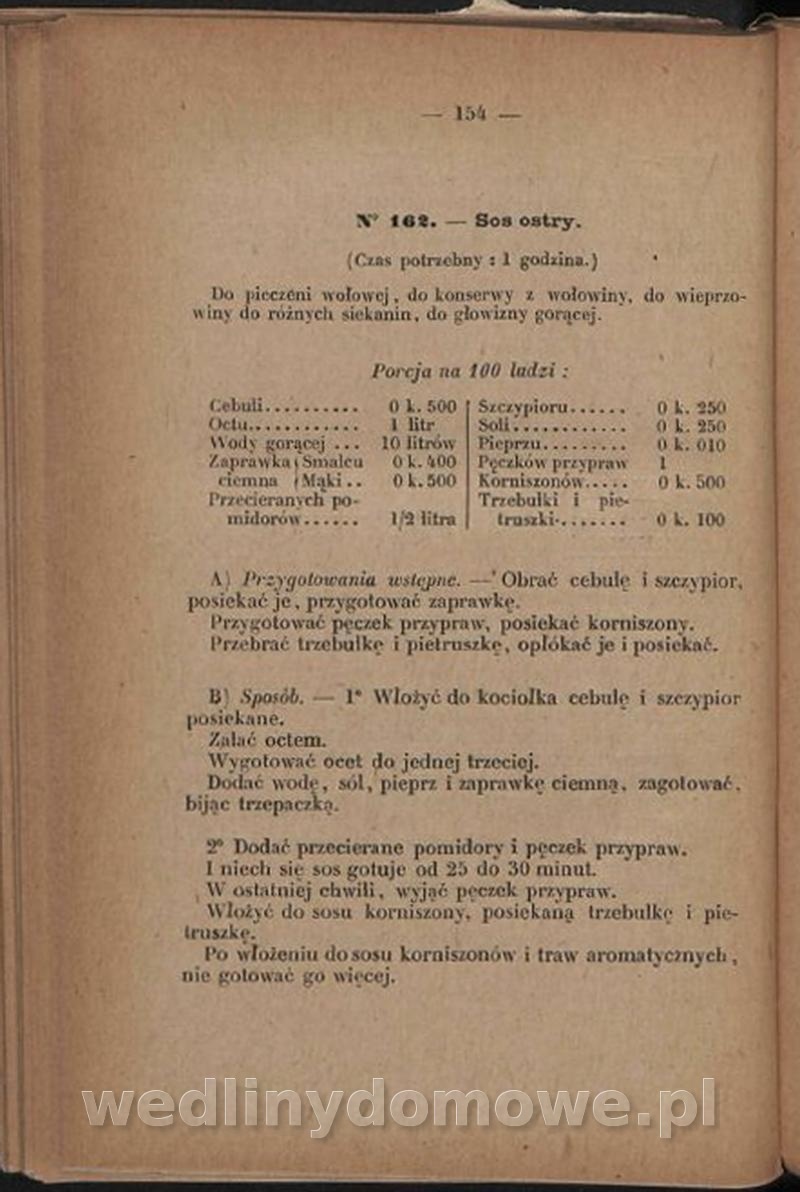 — 154 —
N° 162. — Sos ostry.
(Czas potrzebny : 1 godzina.)
Do pieczeni wołowej, do konserwy z wołowiny, do wieprzo-
winy do różnych siekanin, do głowizny gorącej.
Porcja na 100 ludzi :
Cebuli.......... 0 k. 500
Octu............ 1 litr
Wody gorącej ... 10 litrów
Zaprawka ( Smalcu 0 k. 400
ciemna ( Mąki .. 0 k. 500
Przecieranych po-
midorów...... 1/2 litra
Szczypioru...... 0 k. 250
Soli............ 0 k. 250
Pieprzu......... 0 k. 010
Pęczków przypraw 1
Korniszonów..... 0 k. 500
Trzebulki i pie-
truszki........ 0 k. 100
A) Przygotowania wstępne. — Obrać cebulę i szczypior,
posiekać je, przygotować zaprawkę.
Przygotować pęczek przypraw, posiekać korniszony.
Przebrać trzebulkę i pietruszkę, opłókać je i posiekać.
B) Sposób. — 1° Włożyć do kociołka cebulę i szczypior
posiekane.
Zalać octem.
Wygotować ocet do jednej trzeciej.
Dodać wodę, sól, pieprz i zaprawkę ciemną, zagotować,
bijąc trzepaczką.
2° Dodać przecierane pomidory i pęczek przypraw.
I niech się sos gotuje od 25 do 30 minut.
W ostatniej chwili, wyjąć pęczek przypraw.
Włożyć do sosu korniszony, posiekaną trzebulkę i pie-
truszkę.
Po włożeniu do sosu korniszonów i traw aromatycznych,
nie gotować go więcej.
wedlinydomowe.pl